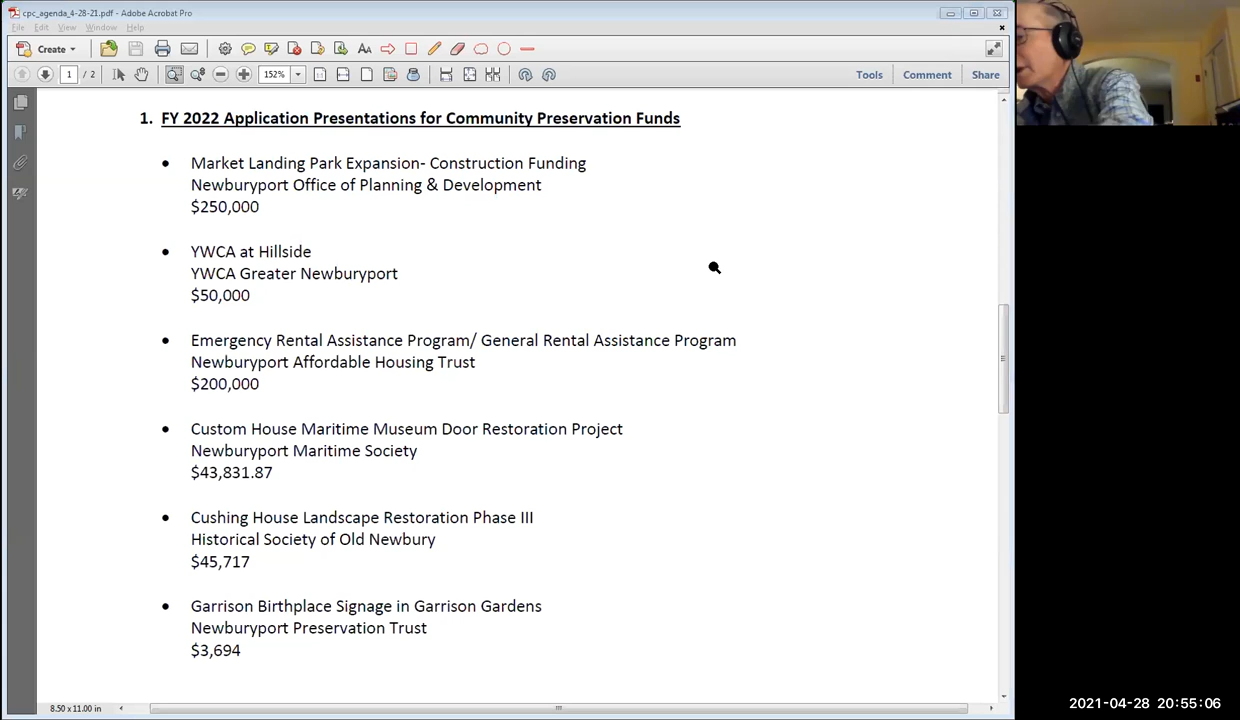 cpc_agenda_4-28-21.pdf - Adobe Acrobat Pro
File Edit View Window Help
Create
1 / 2
152%
Tools Comment Share
1. FY 2022 Application Presentations for Community Preservation Funds
• Market Landing Park Expansion- Construction Funding
Newburyport Office of Planning & Development
$250,000
• YWCA at Hillside
YWCA Greater Newburyport
$50,000
• Emergency Rental Assistance Program/ General Rental Assistance Program
Newburyport Affordable Housing Trust
$200,000
• Custom House Maritime Museum Door Restoration Project
Newburyport Maritime Society
$43,831.87
• Cushing House Landscape Restoration Phase III
Historical Society of Old Newbury
$45,717
• Garrison Birthplace Signage in Garrison Gardens
Newburyport Preservation Trust
$3,694
8.50 x 11.00 in
2021-04-28 20:55:06